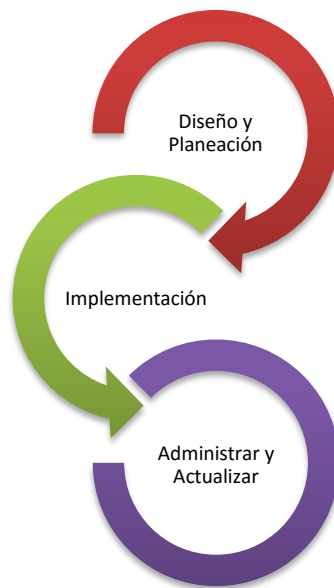 Diseño y
Planeación
Implementación
Administrar y
Actualizar